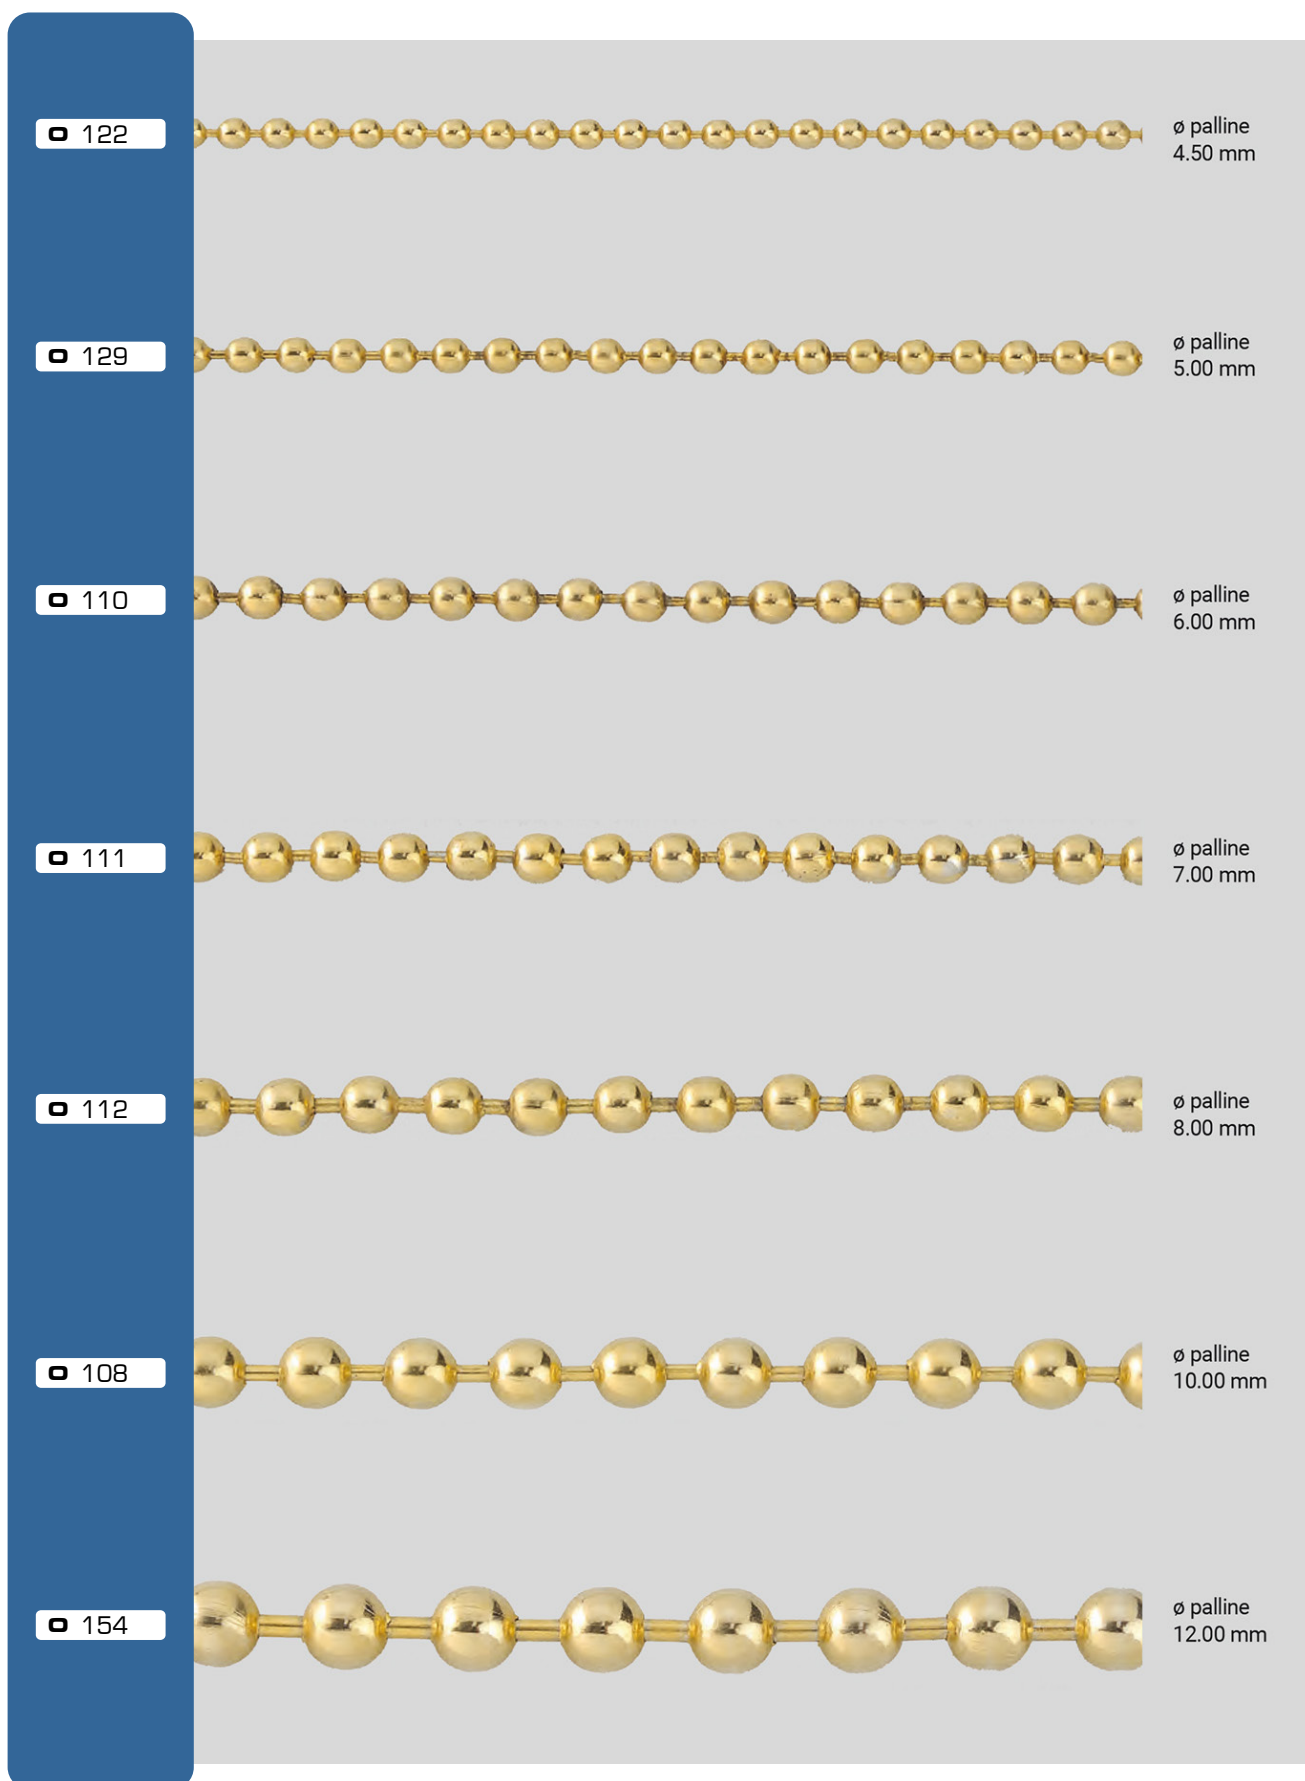 122
ø palline
4.50 mm
129
ø palline
5.00 mm
110
ø palline
6.00 mm
111
ø palline
7.00 mm
112
ø palline
8.00 mm
108
ø palline
10.00 mm
154
ø palline
12.00 mm